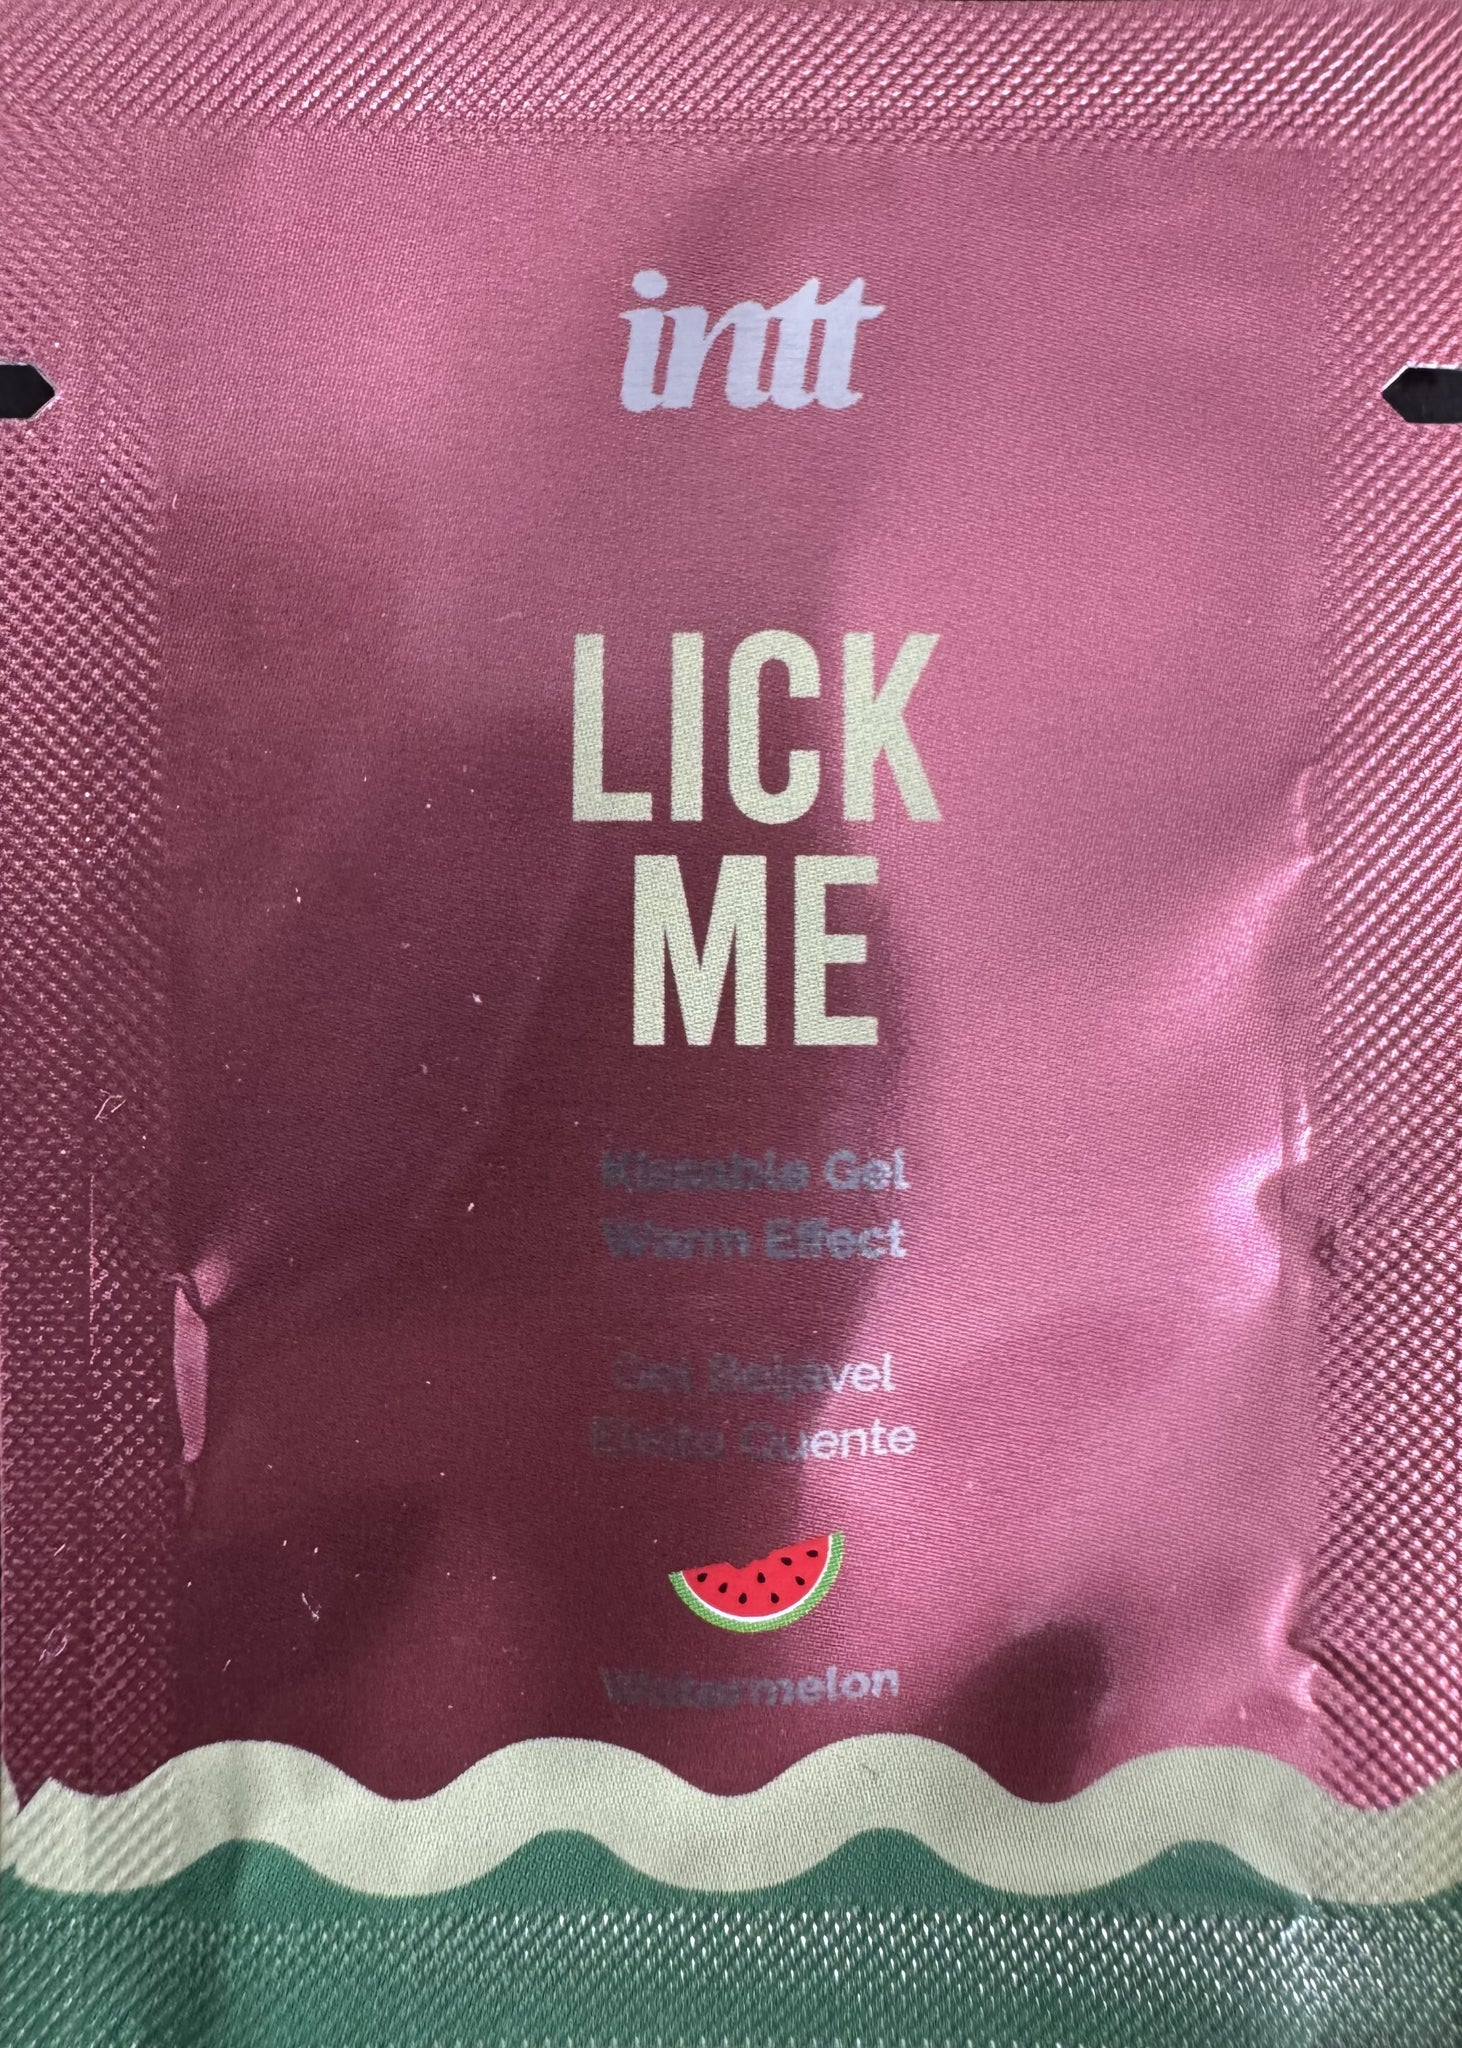 intt
LICK
ME
Kissable Gel
Warm Effect
Gel Beijável
Efeito Quente
Watermelon